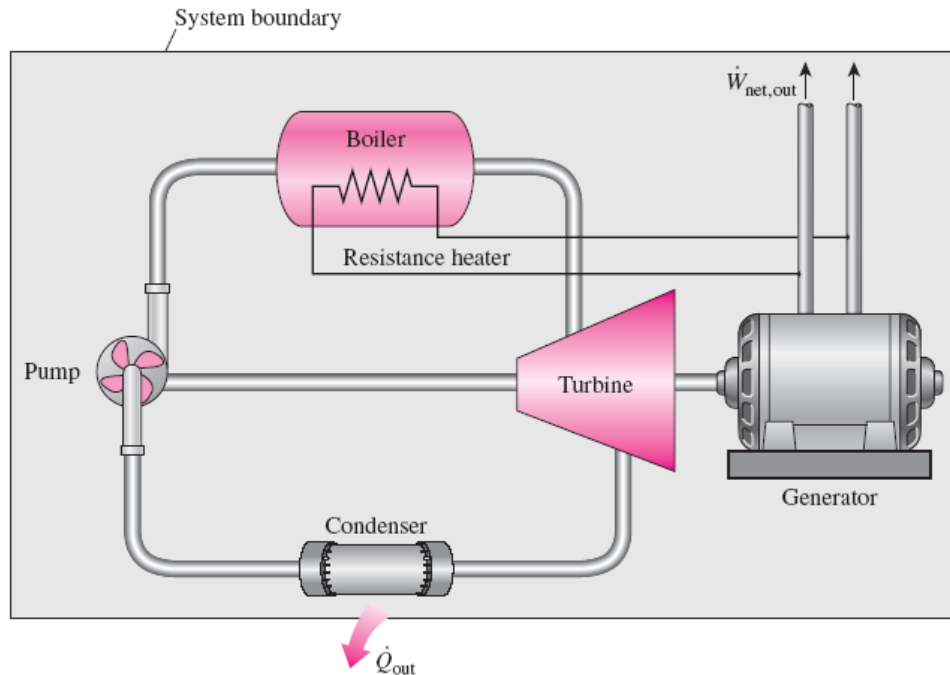 System boundary
Ẇnet,out
Boiler
Resistance heater
Pump
Turbine
Generator
Condenser
Q̇out